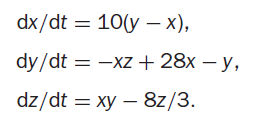 dx/dt = 10(y – x),
dy/dt = –xz + 28x – y,
dz/dt = xy – 8z/3.